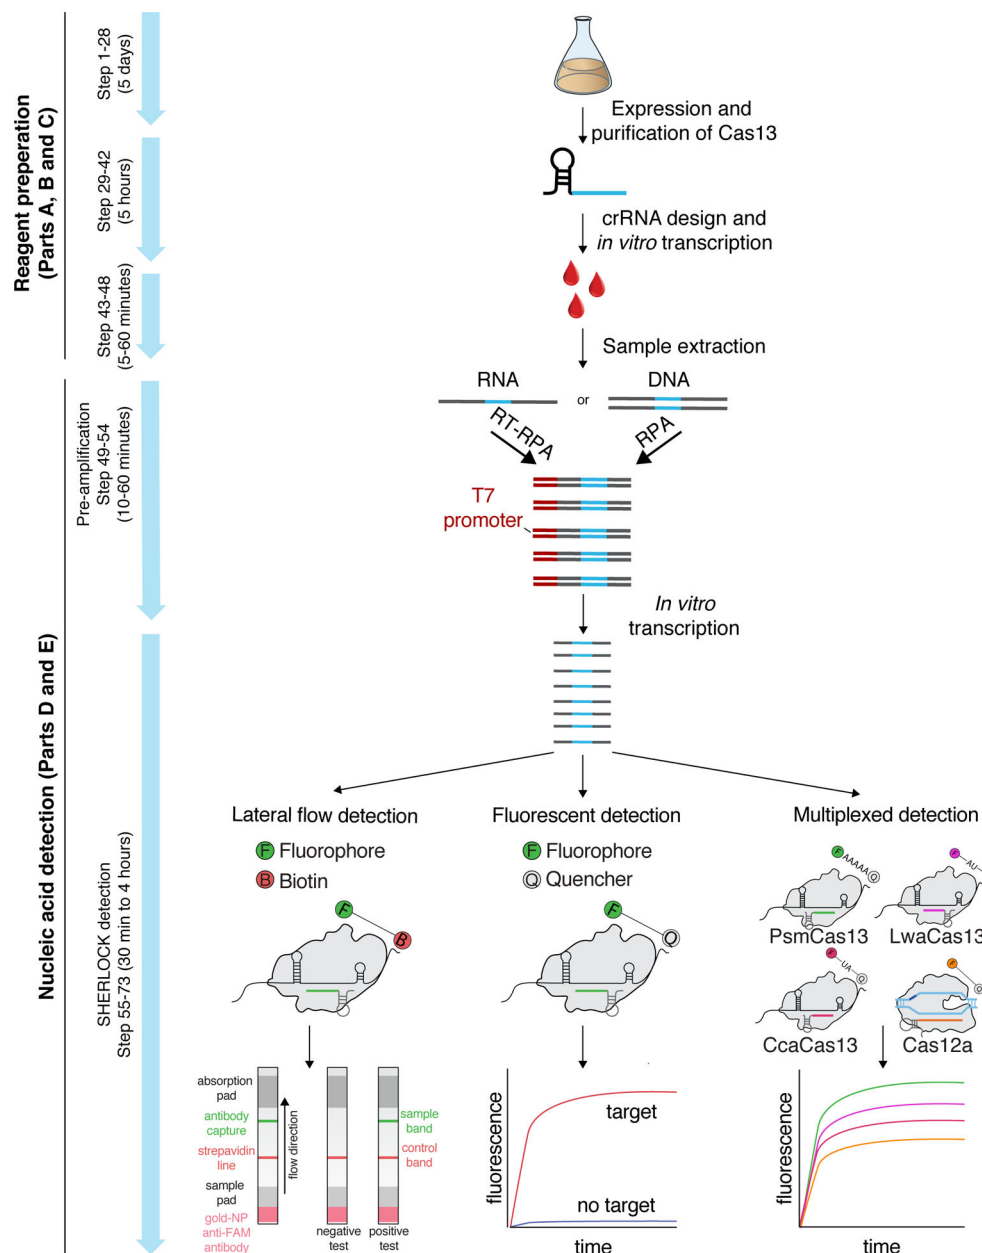 Reagent preperation
(Parts A, B and C)
Step 1-28
(5 days)
Step 29-42
(5 hours)
Step 43-48
(5-60 minutes)
Expression and
purification of Cas13
crRNA design and
in vitro transcription
Sample extraction
Nucleic acid detection (Parts D and E)
Pre-amplification
Step 49-54
(10-60 minutes)
RNA
or
DNA
RT-RPA
RPA
T7
promoter
In vitro
transcription
SHERLOCK detection
Step 55-73 (30 min to 4 hours)
Lateral flow detection
F Fluorophore
B Biotin
F
B
absorption
pad
antibody
capture
strepavidin
line
sample
pad
gold-NP
anti-FAM
antibody
flow direction
sample
band
control
band
negative
test
positive
test
Fluorescent detection
F Fluorophore
Q Quencher
F
Q
fluorescence
target
no target
time
Multiplexed detection
F AAAAA Q
PsmCas13
F AU
LwaCas13
F UA Q
CcaCas13
F Q
Cas12a
fluorescence
time